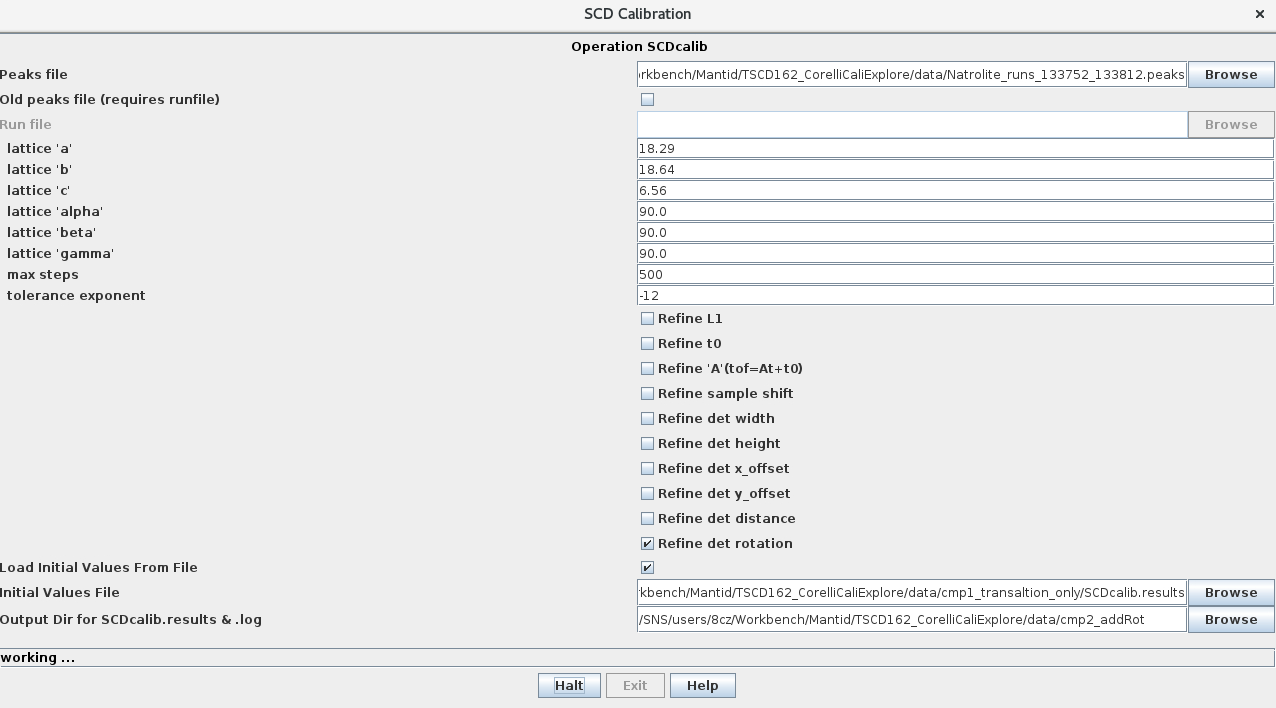 SCD Calibration ×
Operation SCDcalib
Peaks file rkbench/Mantid/TSCD162_CorelliCaliExplore/data/Natrolite_runs_133752_133812.peaks Browse
Old peaks file (requires runfile)
Run file Browse
lattice 'a' 18.29
lattice 'b' 18.64
lattice 'c' 6.56
lattice 'alpha' 90.0
lattice 'beta' 90.0
lattice 'gamma' 90.0
max steps 500
tolerance exponent -12
Refine L1
Refine t0
Refine 'A'(tof=At+t0)
Refine sample shift
Refine det width
Refine det height
Refine det x_offset
Refine det y_offset
Refine det distance
Refine det rotation
Load Initial Values From File
Initial Values File kbench/Mantid/TSCD162_CorelliCaliExplore/data/cmp1_transaltion_only/SCDcalib.results Browse
Output Dir for SCDcalib.results & .log /SNS/users/8cz/Workbench/Mantid/TSCD162_CorelliCaliExplore/data/cmp2_addRot Browse
working ...
Halt Exit Help